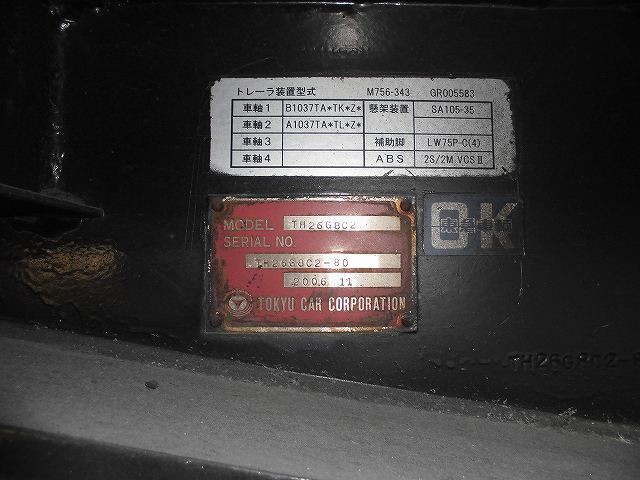 トレーラ装置型式 M756-343 GR005583
車軸1 B1037TA*TK*Z* 懸架装置 SA105-35
車軸2 A1037TA*TL*Z*
車軸3 補助脚 LW75P-C(4)
車軸4 ABS 2S/2M VCSⅡ
MODEL TH26G8C2
SERIAL NO.
TH26G8C2-80
2006 11
TOKYU CAR CORPORATION
OK
TH26G8C2-